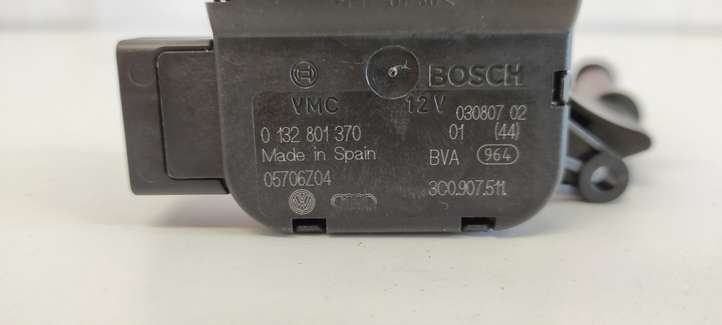 BOSCH
VMC 12V
030807 02
0 132 801 370 01 (44)
Made in Spain BVA 964
05706Z04 3C0.907.511